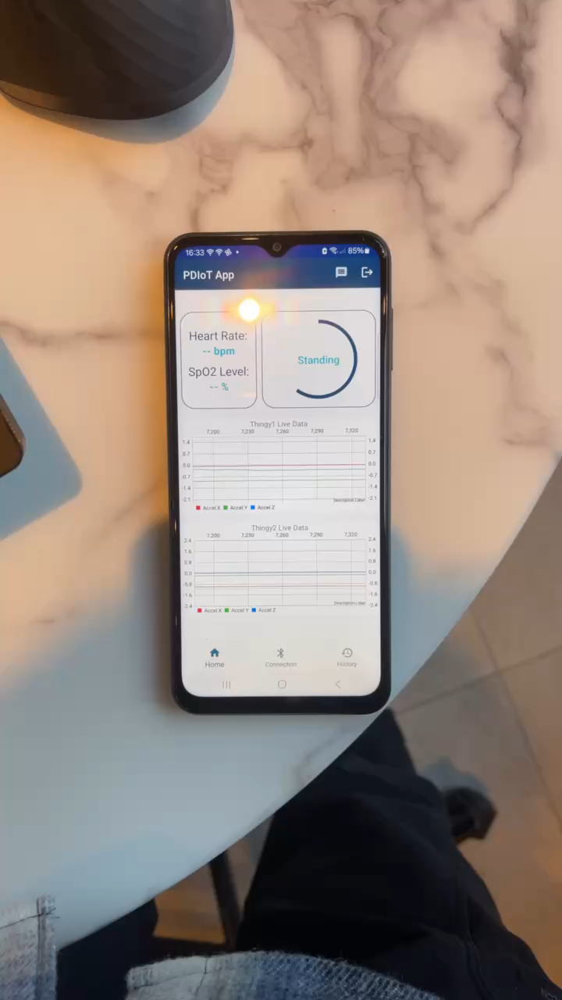 16:33 85%
PDIoT App
Heart Rate:
-- bpm
SpO2 Level:
-- %
Standing
Thingy1 Live Data
7,200 7,230 7,260 7,290 7,320
1.4 1.4
0.7 0.7
0.0 0.0
-0.7 -0.7
-1.4 -1.4
-2.1 -2.1
Description Label
Accel X Accel Y Accel Z
Thingy2 Live Data
7,200 7,230 7,260 7,290 7,320
2.4 2.4
1.6 1.6
0.8 0.8
0.0 0.0
-0.8 -0.8
-1.6 -1.6
-2.4 -2.4
Description Label
Accel X Accel Y Accel Z
Home Connection History